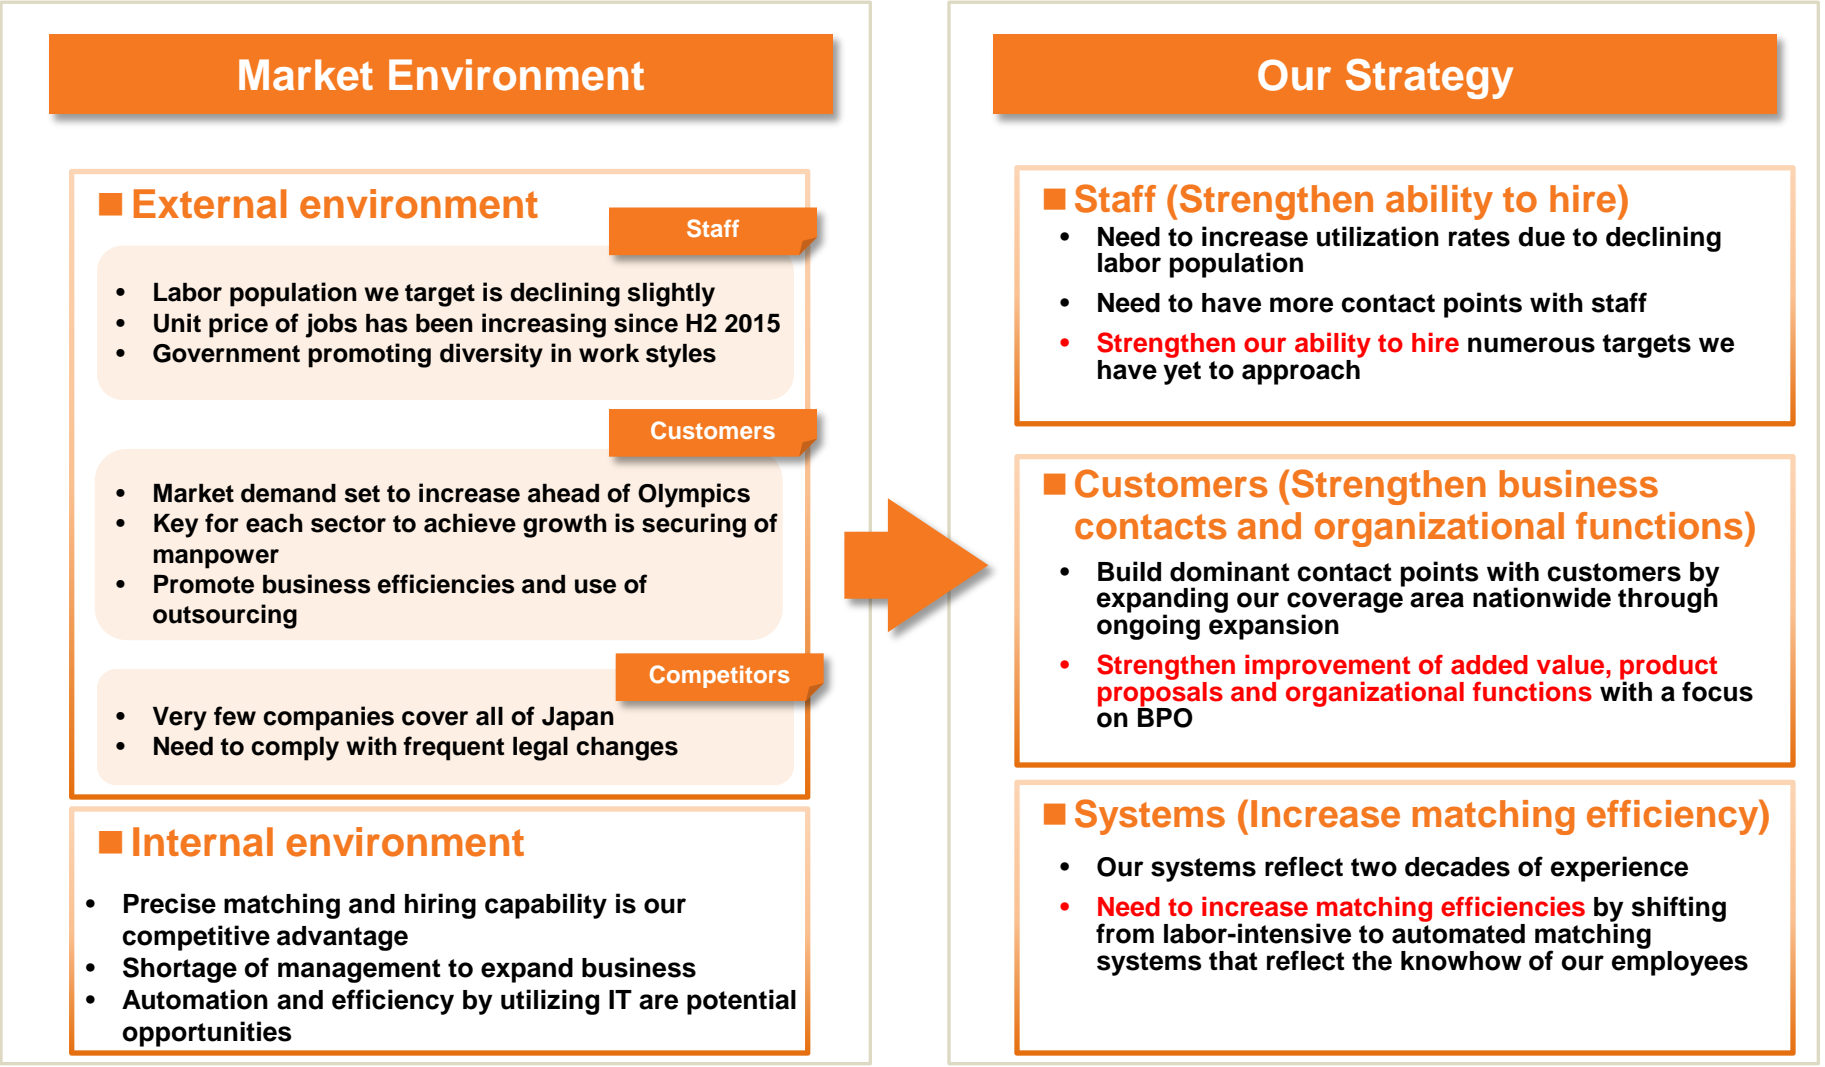 Market Environment
■ External environment
Staff
• Labor population we target is declining slightly
• Unit price of jobs has been increasing since H2 2015
• Government promoting diversity in work styles
Customers
• Market demand set to increase ahead of Olympics
• Key for each sector to achieve growth is securing of
manpower
• Promote business efficiencies and use of
outsourcing
Competitors
• Very few companies cover all of Japan
• Need to comply with frequent legal changes
■ Internal environment
• Precise matching and hiring capability is our
competitive advantage
• Shortage of management to expand business
• Automation and efficiency by utilizing IT are potential
opportunities
Our Strategy
■ Staff (Strengthen ability to hire)
• Need to increase utilization rates due to declining
labor population
• Need to have more contact points with staff
• Strengthen our ability to hire numerous targets we
have yet to approach
■ Customers (Strengthen business
contacts and organizational functions)
• Build dominant contact points with customers by
expanding our coverage area nationwide through
ongoing expansion
• Strengthen improvement of added value, product
proposals and organizational functions with a focus
on BPO
■ Systems (Increase matching efficiency)
• Our systems reflect two decades of experience
• Need to increase matching efficiencies by shifting
from labor-intensive to automated matching
systems that reflect the knowhow of our employees